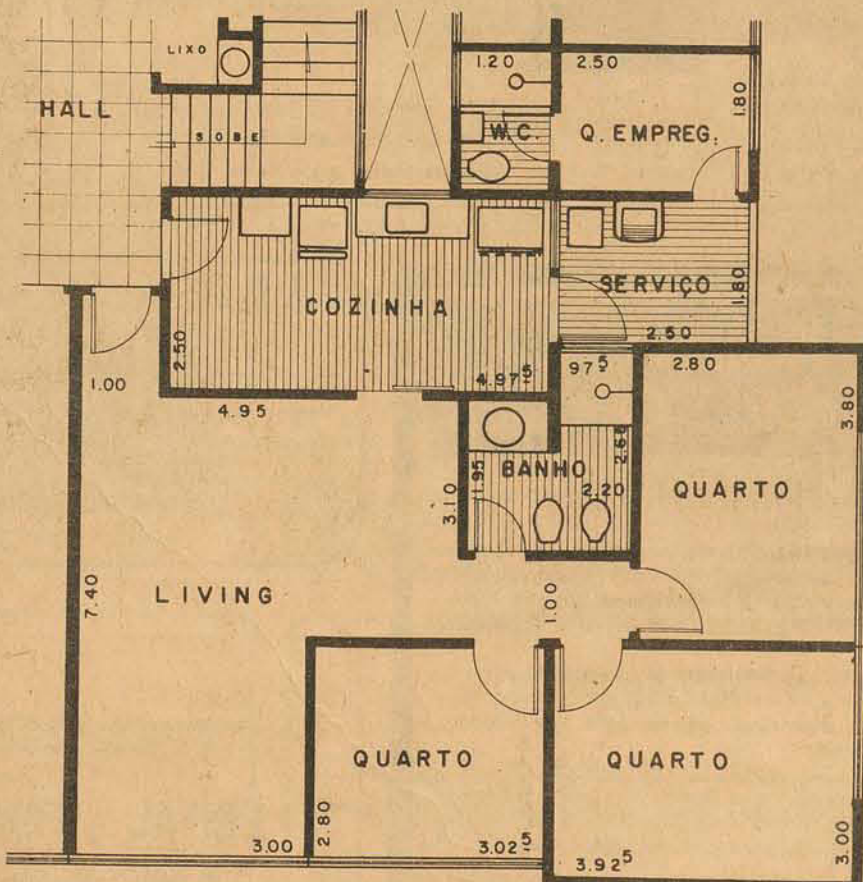 LIXO
HALL
SOBE
1.20
2.50
1.80
W.C.
Q. EMPREG.
COZINHA
2.50
4.97⁵
SERVIÇO
1.80
2.50
1.00
4.95
97⁵
2.80
3.80
BANHO
1.95
2.66
2.20
3.10
QUARTO
LIVING
7.40
1.00
QUARTO
2.80
3.02⁵
3.00
QUARTO
3.92⁵
3.00